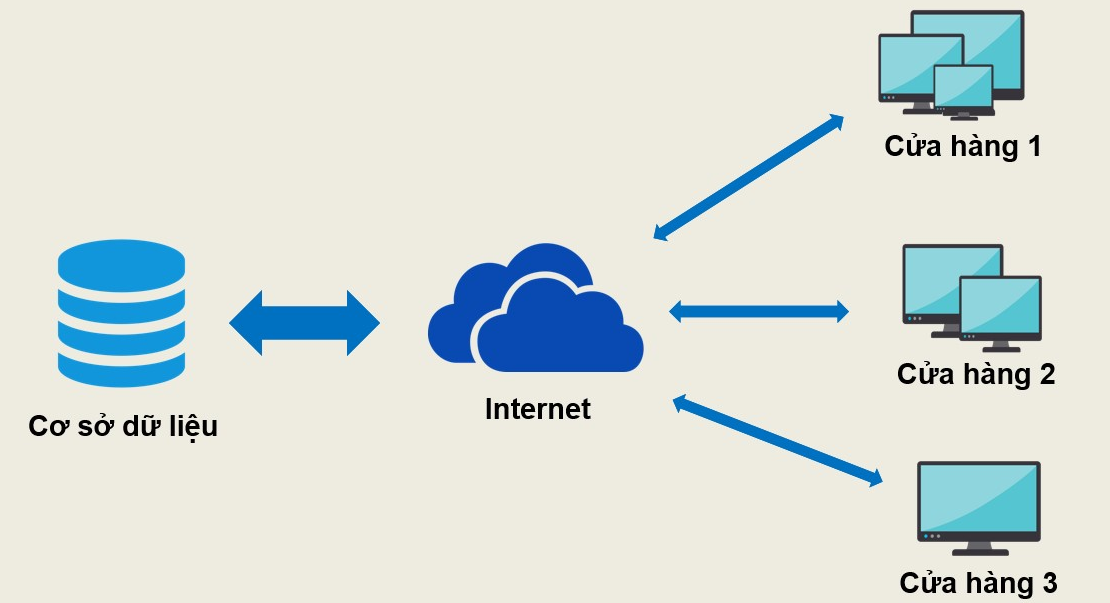 Cửa hàng 1
Cửa hàng 2
Internet
Cơ sở dữ liệu
Cửa hàng 3